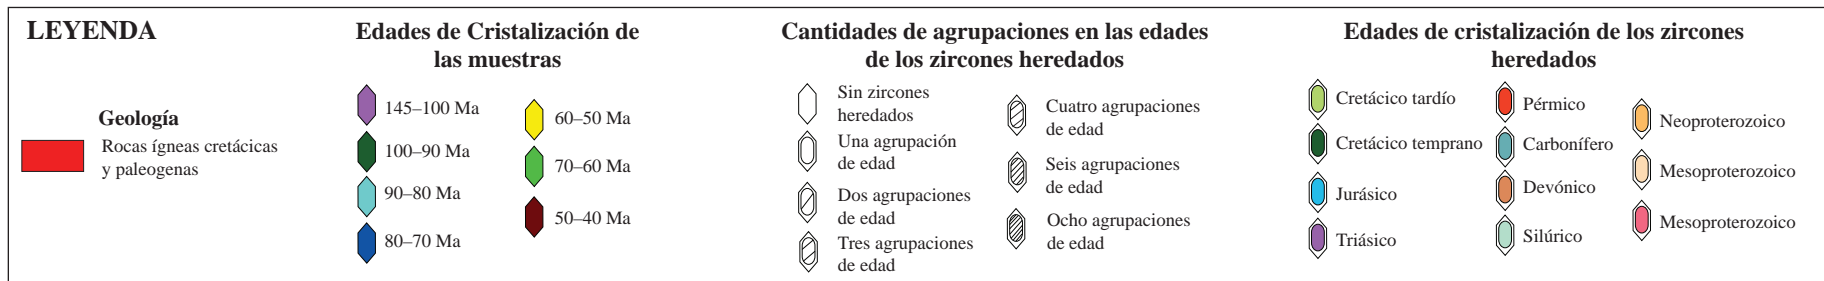 LEYENDA
Geología
Rocas ígneas cretácicas
y paleogenas
Edades de Cristalización de
las muestras
145–100 Ma
100–90 Ma
90–80 Ma
80–70 Ma
60–50 Ma
70–60 Ma
50–40 Ma
Cantidades de agrupaciones en las edades
de los zircones heredados
Sin zircones
heredados
Una agrupación
de edad
Dos agrupaciones
de edad
Tres agrupaciones
de edad
Cuatro agrupaciones
de edad
Seis agrupaciones
de edad
Ocho agrupaciones
de edad
Edades de cristalización de los zircones
heredados
Cretácico tardío
Cretácico temprano
Jurásico
Triásico
Pérmico
Carbonífero
Devónico
Silúrico
Neoproterozoico
Mesoproterozoico
Mesoproterozoico